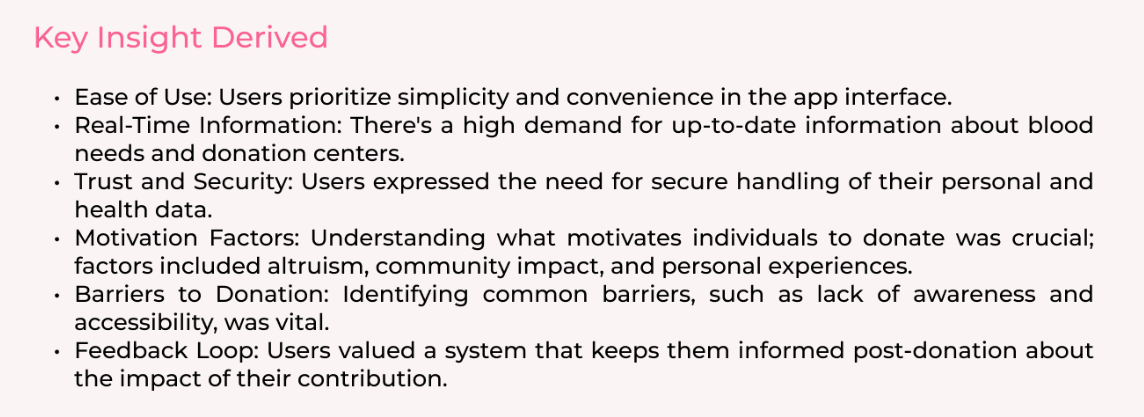 Key Insight Derived
• Ease of Use: Users prioritize simplicity and convenience in the app interface.
• Real-Time Information: There's a high demand for up-to-date information about blood
needs and donation centers.
• Trust and Security: Users expressed the need for secure handling of their personal and
health data.
• Motivation Factors: Understanding what motivates individuals to donate was crucial;
factors included altruism, community impact, and personal experiences.
• Barriers to Donation: Identifying common barriers, such as lack of awareness and
accessibility, was vital.
• Feedback Loop: Users valued a system that keeps them informed post-donation about
the impact of their contribution.